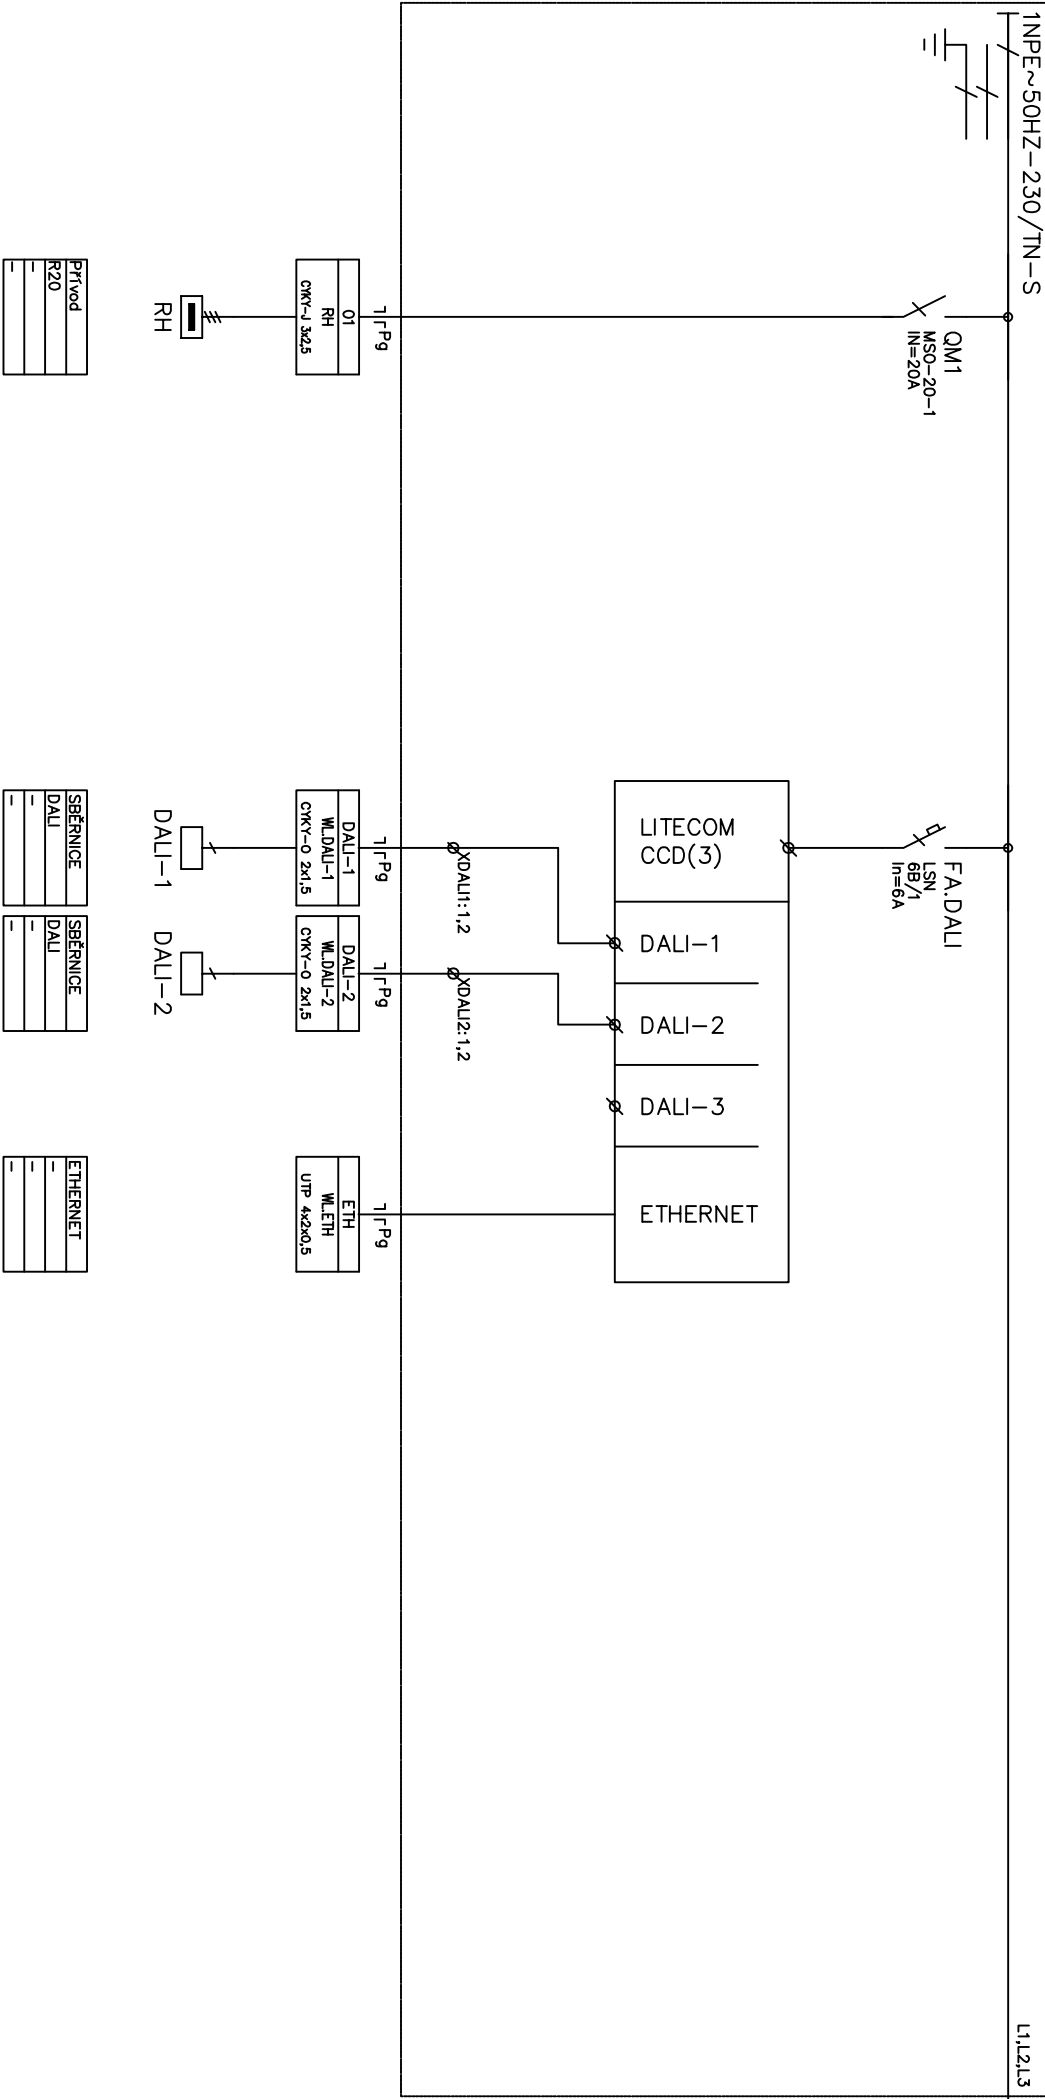 1NPE~50HZ-230/TN-S
L1,L2,L3
QM1
MSO-20-1
IN=20A
FA.DALI
LSN
6B/1
In=6A
LITECOM
CCD(3)
DALI-1
DALI-2
DALI-3
ETHERNET
XDALI1:1,2
XDALI2:1,2
Pg
Pg
Pg
Pg
01
RH
CYKY-J 3x2,5
DALI-1
WL.DALI-1
CYKY-O 2x1,5
DALI-2
WL.DALI-2
CYKY-O 2x1,5
ETH
WL.ETH
UTP 4x2x0,5
RH
DALI-1
DALI-2
Přívod
R20
-
-
SBĚRNICE
DALI
-
-
SBĚRNICE
DALI
-
-
ETHERNET
-
-
-